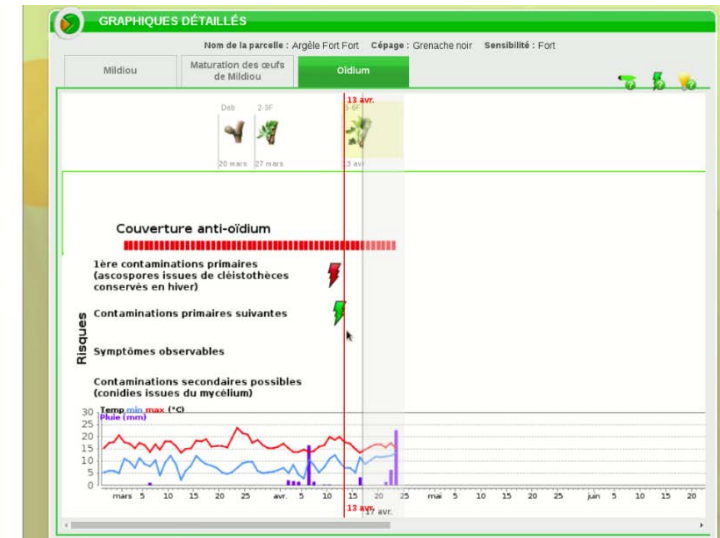 GRAPHIQUES DÉTAILLÉS
Nom de la parcelle : Argèle Fort Fort Cépage : Grenache noir Sensibilité : Fort
Mildiou
Maturation des œufs
de Mildiou
Oïdium
13 avr.
Deb 2-3F 5-6F
20 mars 27 mars 13 avr
Couverture anti-oïdium
1ère contaminations primaires
(ascospores issues de cléistothèces
conservés en hiver)
Contaminations primaires suivantes
Risques
Symptômes observables
Contaminations secondaires possibles
(conidies issues du mycélium)
Temp min max (°C)
Pluie (mm)
30
25
20
15
10
5
0
mars 5 10 15 20 25 avr. 5 10 15 20 25 mai 5 10 15 20 25 juin 5 10 15 20
13 avr.
17 avr.